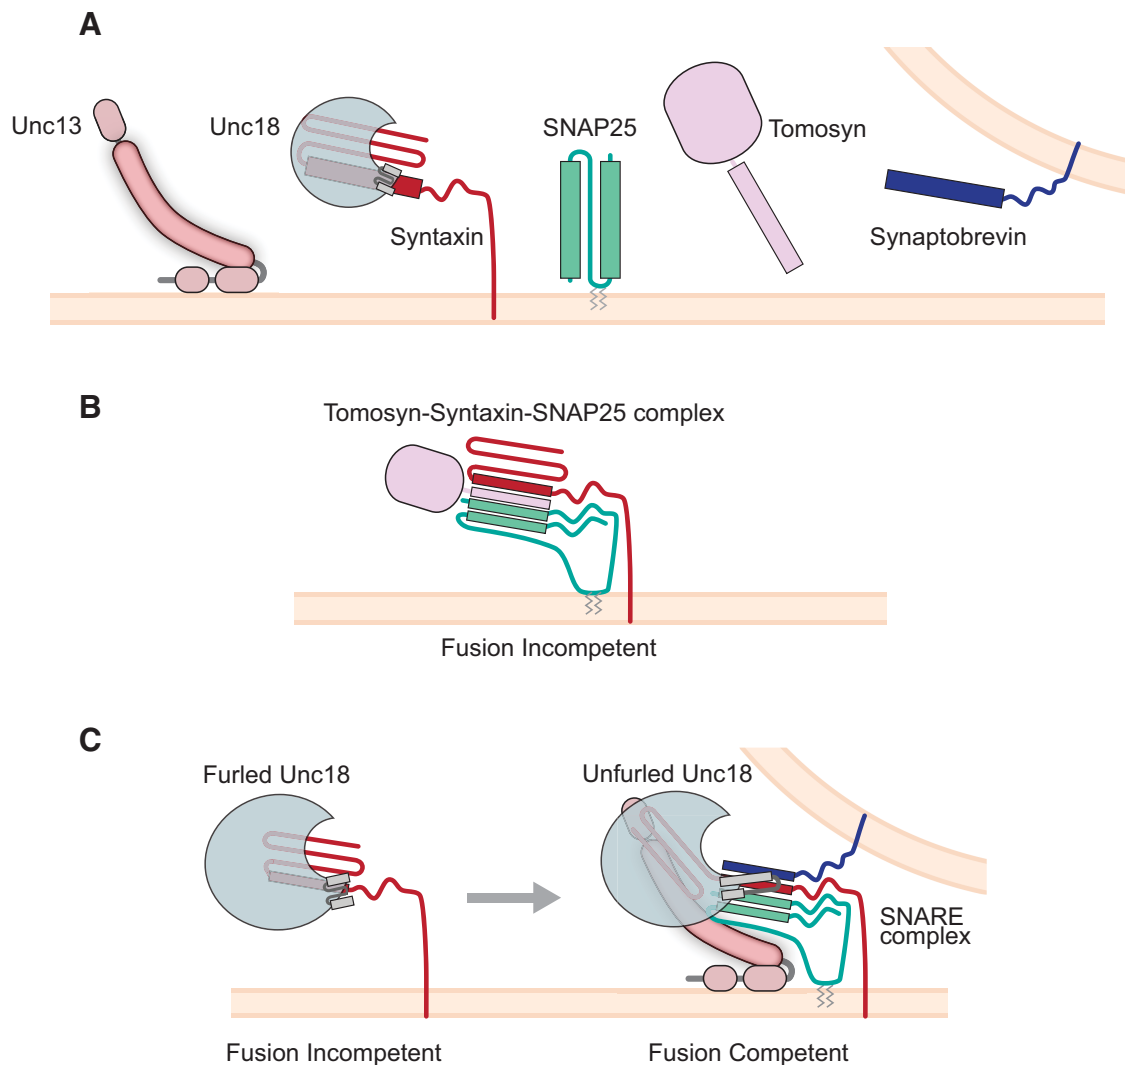 A
Unc13
Unc18
Syntaxin
SNAP25
Tomosyn
Synaptobrevin
B
Tomosyn-Syntaxin-SNAP25 complex
Fusion Incompetent
C
Furled Unc18
Unfurled Unc18
SNARE
complex
Fusion Incompetent
Fusion Competent